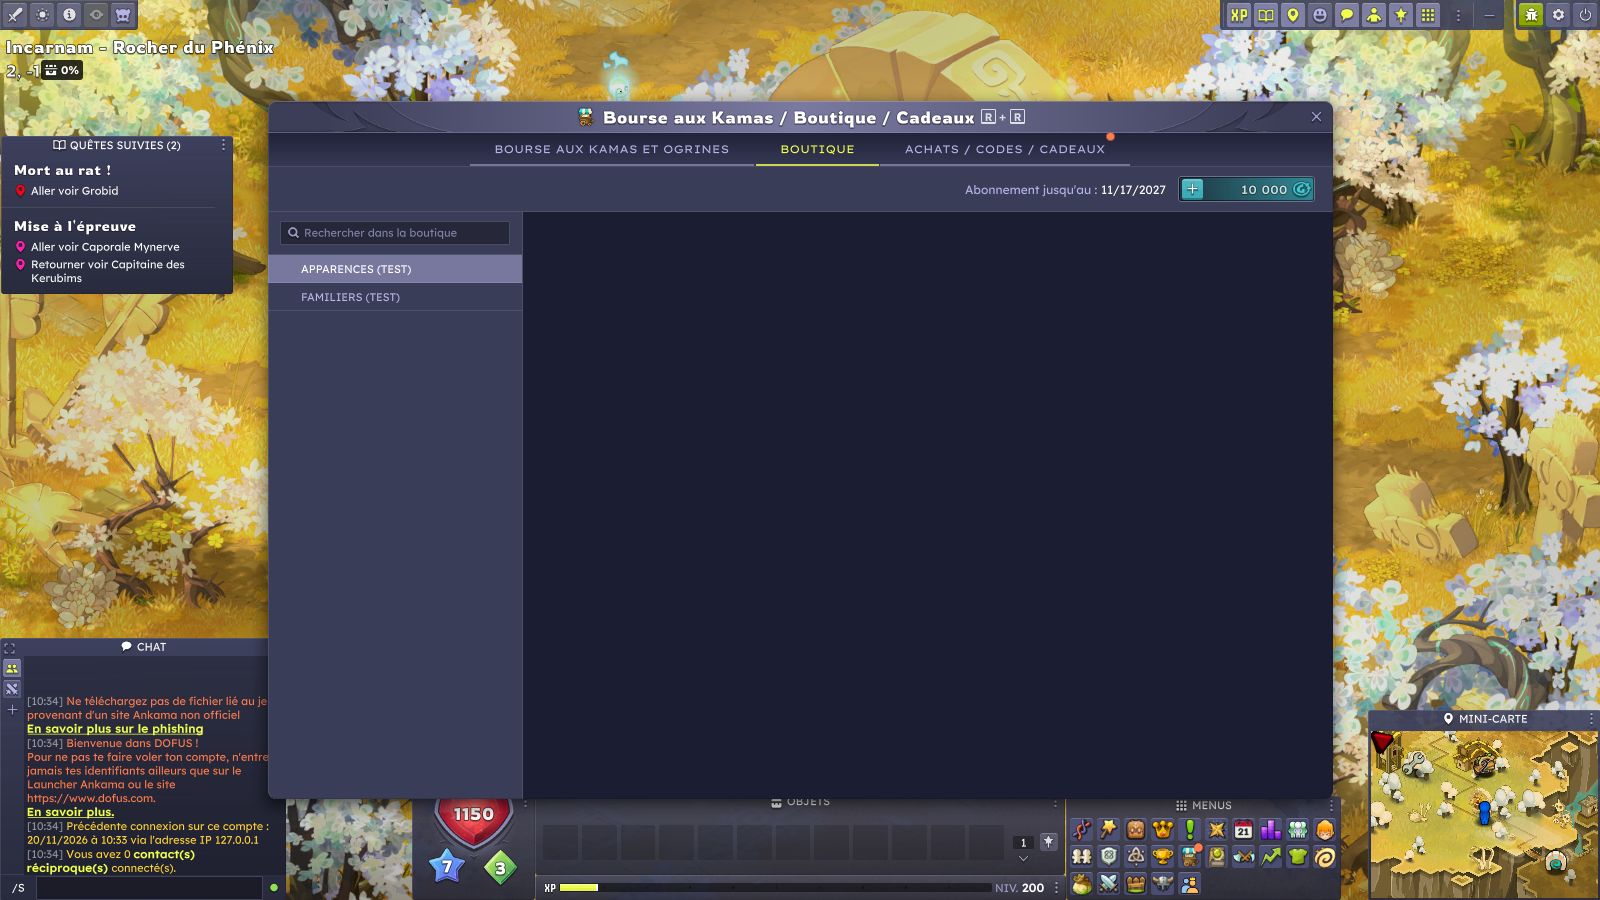 XP
Incarnam - Rocher du Phénix
2, -1 0%
Bourse aux Kamas / Boutique / Cadeaux R + R
BOURSE AUX KAMAS ET OGRINES
BOUTIQUE
ACHATS / CODES / CADEAUX
Abonnement jusqu'au : 11/17/2027
10 000
QUÊTES SUIVIES (2)
Mort au rat !
Aller voir Grobid
Mise à l'épreuve
Aller voir Caporale Mynerve
Retourner voir Capitaine des
Kerubims
Rechercher dans la boutique
APPARENCES (TEST)
FAMILIERS (TEST)
CHAT
[10:34] Ne téléchargez pas de fichier lié au je
provenant d'un site Ankama non officiel
En savoir plus sur le phishing
[10:34] Bienvenue dans DOFUS !
Pour ne pas te faire voler ton compte, n'entre
jamais tes identifiants ailleurs que sur le
Launcher Ankama ou le site
https://www.dofus.com.
En savoir plus.
[10:34] Précédente connexion sur ce compte :
20/11/2026 à 10:33 via l'adresse IP 127.0.0.1
[10:34] Vous avez 0 contact(s)
réciproque(s) connecté(s).
/S
1150
7
3
OBJETS
1
XP
NIV. 200
MENUS
21
MINI-CARTE